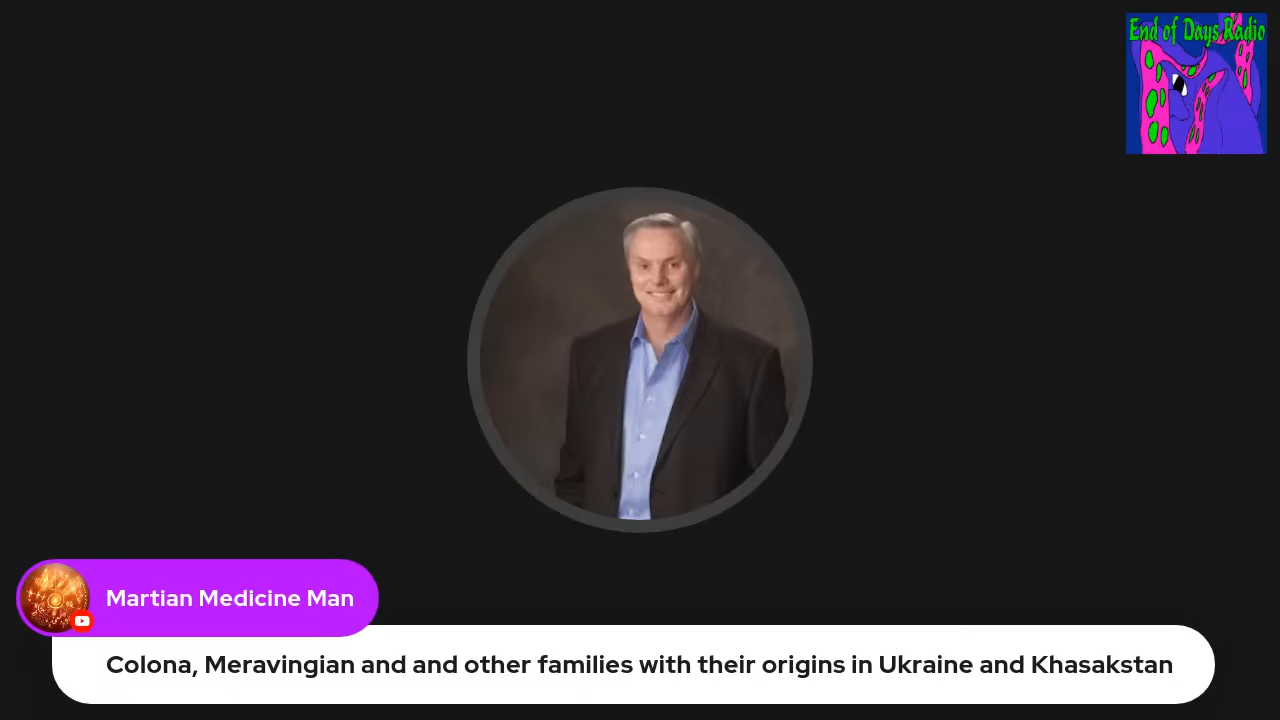 End of Days Radio
Martian Medicine Man
Colona, Meravingian and and other families with their origins in Ukraine and Khasakstan